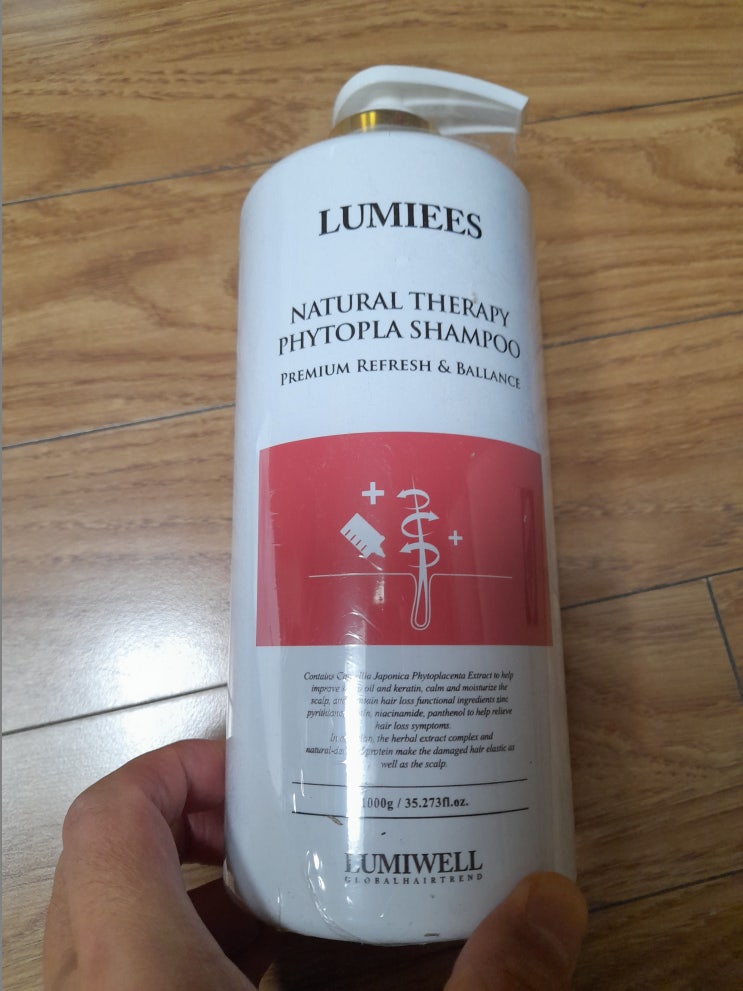 LUMIEES
NATURAL THERAPY
PHYTOPLA SHAMPOO
PREMIUM REFRESH & BALLANCE
Contains Japonica Phytoplacenta Extract to help
improve oil and keratin, calm and moisturize the
scalp, hair loss functional ingredients zinc
niacinamide, panthenol to help relieve
hair loss symptoms.
the herbal extract complex and
protein make the damaged hair elastic as
well as the scalp.
1000g / 35.273fl.oz.
LUMIWELL
GLOBALHAIRTREND